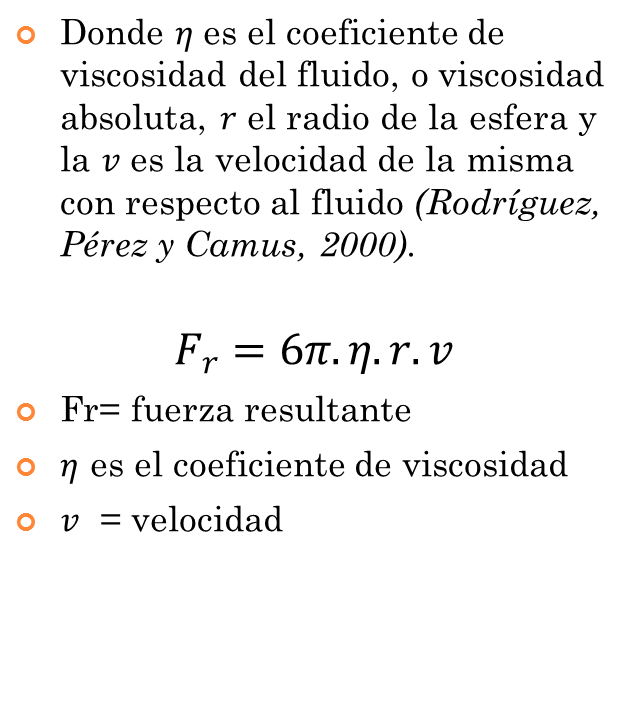 Donde η es el coeficiente de
viscosidad del fluido, o viscosidad
absoluta, r el radio de la esfera y
la v es la velocidad de la misma
con respecto al fluido (Rodríguez,
Pérez y Camus, 2000).
F_r = 6π. η. r. v
Fr= fuerza resultante
η es el coeficiente de viscosidad
v = velocidad